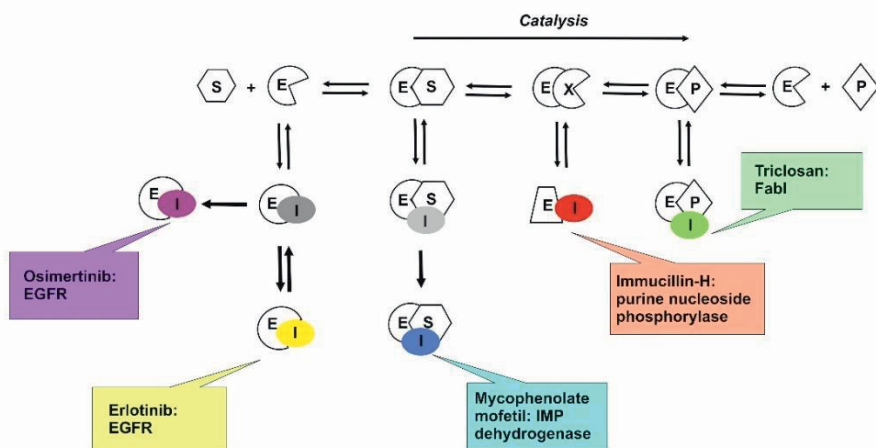 Catalysis
S + E E S E X E P E + P
E I E I E S I E I E P I
Triclosan:
FabI
Osimertinib:
EGFR
Immucillin-H:
purine nucleoside
phosphorylase
E I E S I
Erlotinib:
EGFR
Mycophenolate
mofetil: IMP
dehydrogenase